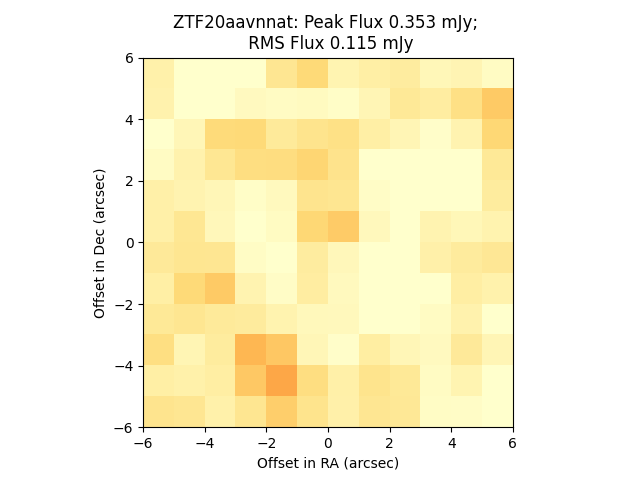 ZTF20aavnnat: Peak Flux 0.353 mJy;
RMS Flux 0.115 mJy
6
4
2
0
−2
−4
−6
Offset in Dec (arcsec)
−6 −4 −2 0 2 4 6
Offset in RA (arcsec)